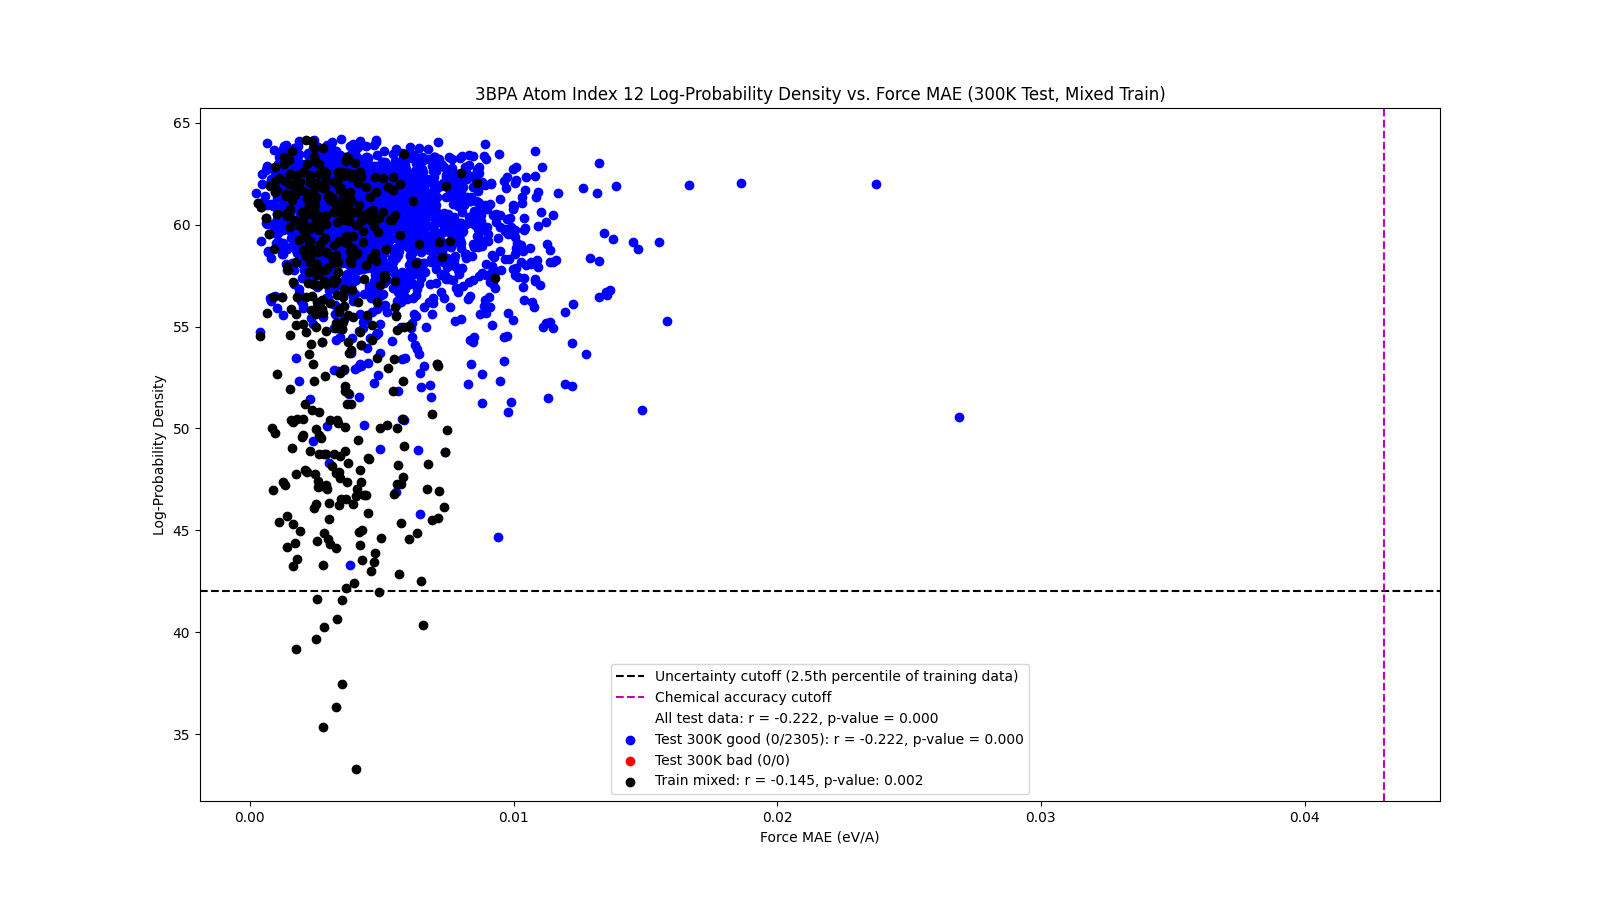 3BPA Atom Index 12 Log-Probability Density vs. Force MAE (300K Test, Mixed Train)
Log-Probability Density
65
60
55
50
45
40
35
Uncertainty cutoff (2.5th percentile of training data)
Chemical accuracy cutoff
All test data: r = -0.222, p-value = 0.000
Test 300K good (0/2305): r = -0.222, p-value = 0.000
Test 300K bad (0/0)
Train mixed: r = -0.145, p-value: 0.002
0.00 0.01 0.02 0.03 0.04
Force MAE (eV/A)